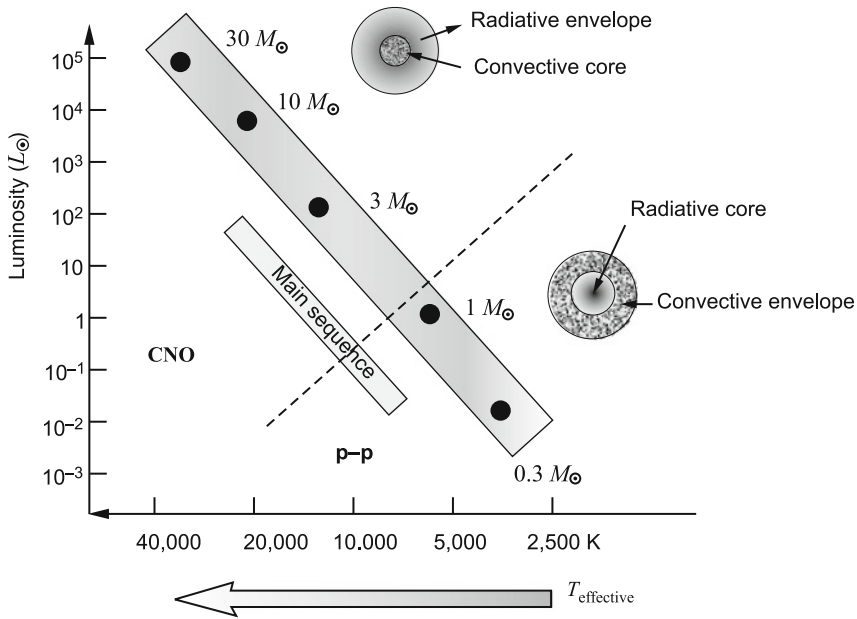 Radiative envelope
Convective core
30 M⊙
10 M⊙
3 M⊙
1 M⊙
0.3 M⊙
Radiative core
Convective envelope
Luminosity (L⊙)
10⁵
10⁴
10³
10²
10
1
10⁻¹
10⁻²
10⁻³
Main sequence
CNO
p–p
40,000
20,000
10.000
5,000
2,500 K
T effective